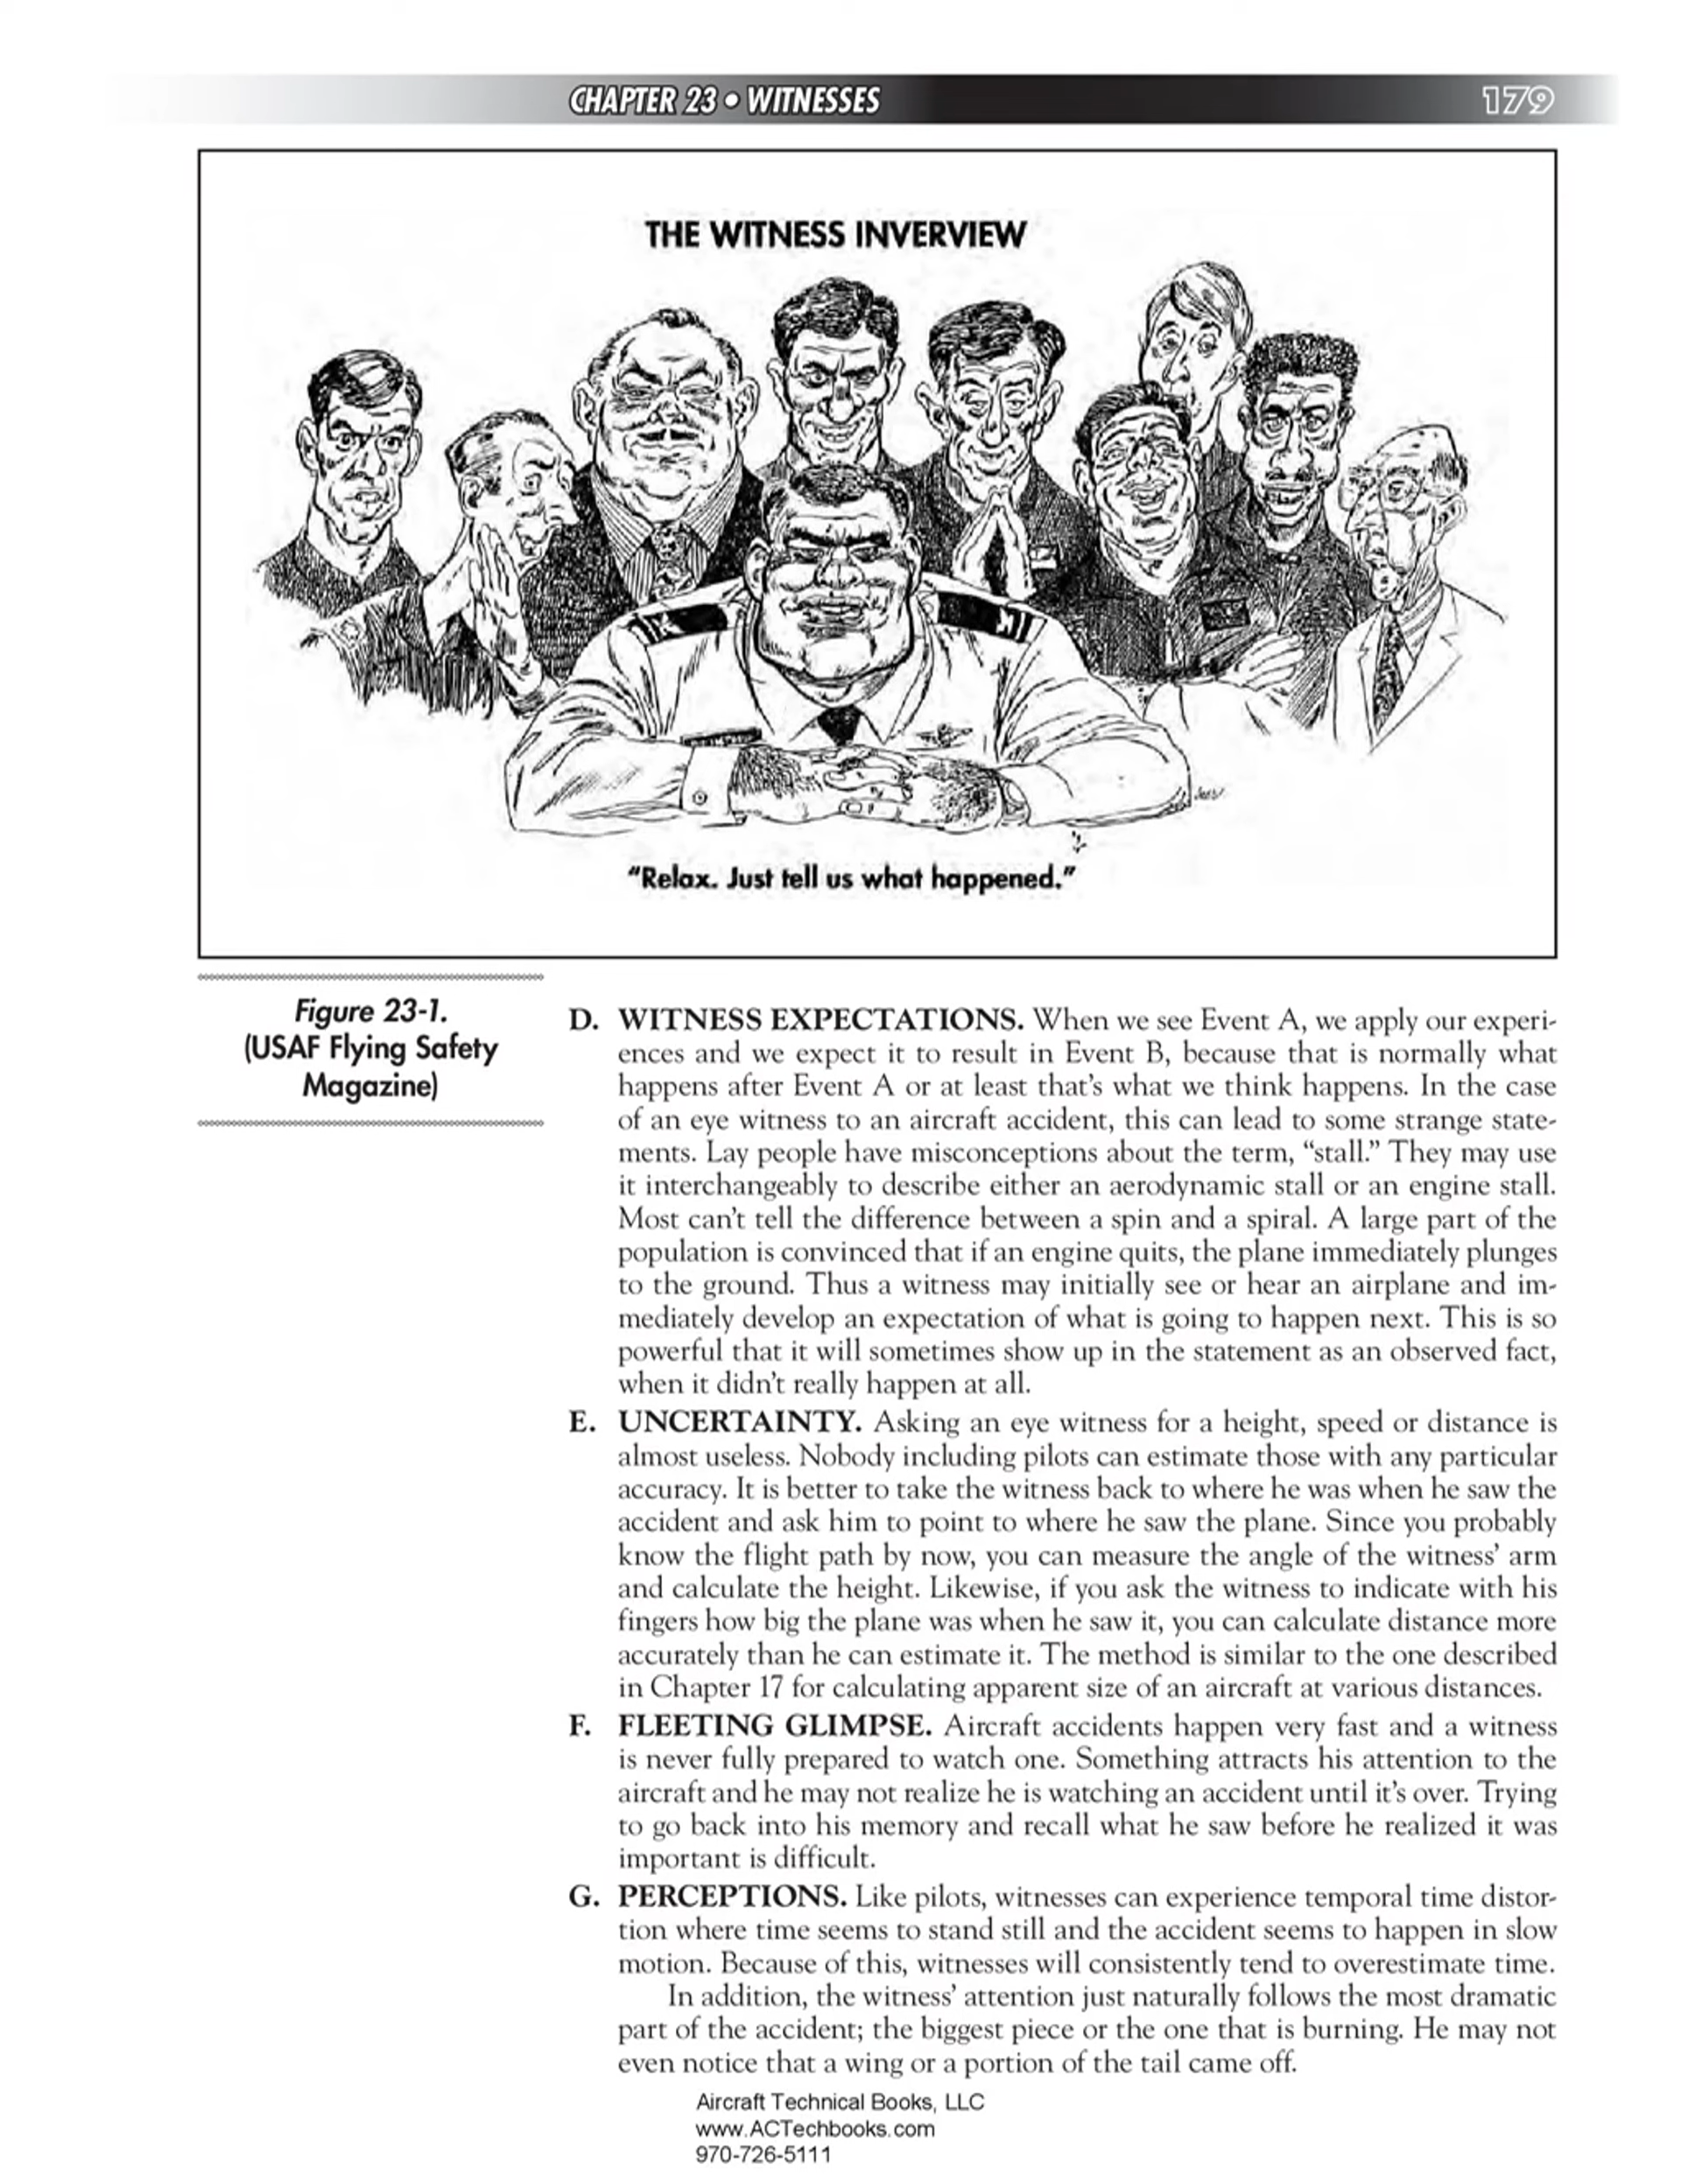 CHAPTER 23 • WITNESSES 179
THE WITNESS INVERVIEW
"Relax. Just tell us what happened."
Figure 23-1.
(USAF Flying Safety
Magazine)
D. WITNESS EXPECTATIONS. When we see Event A, we apply our experi-
ences and we expect it to result in Event B, because that is normally what
happens after Event A or at least that's what we think happens. In the case
of an eye witness to an aircraft accident, this can lead to some strange state-
ments. Lay people have misconceptions about the term, “stall.” They may use
it interchangeably to describe either an aerodynamic stall or an engine stall.
Most can't tell the difference between a spin and a spiral. A large part of the
population is convinced that if an engine quits, the plane immediately plunges
to the ground. Thus a witness may initially see or hear an airplane and im-
mediately develop an expectation of what is going to happen next. This is so
powerful that it will sometimes show up in the statement as an observed fact,
when it didn't really happen at all.
E. UNCERTAINTY. Asking an eye witness for a height, speed or distance is
almost useless. Nobody including pilots can estimate those with any particular
accuracy. It is better to take the witness back to where he was when he saw the
accident and ask him to point to where he saw the plane. Since you probably
know the flight path by now, you can measure the angle of the witness' arm
and calculate the height. Likewise, if you ask the witness to indicate with his
fingers how big the plane was when he saw it, you can calculate distance more
accurately than he can estimate it. The method is similar to the one described
in Chapter 17 for calculating apparent size of an aircraft at various distances.
F. FLEETING GLIMPSE. Aircraft accidents happen very fast and a witness
is never fully prepared to watch one. Something attracts his attention to the
aircraft and he may not realize he is watching an accident until it's over. Trying
to go back into his memory and recall what he saw before he realized it was
important is difficult.
G. PERCEPTIONS. Like pilots, witnesses can experience temporal time distor-
tion where time seems to stand still and the accident seems to happen in slow
motion. Because of this, witnesses will consistently tend to overestimate time.
In addition, the witness' attention just naturally follows the most dramatic
part of the accident; the biggest piece or the one that is burning. He may not
even notice that a wing or a portion of the tail came off.
Aircraft Technical Books, LLC
www.ACTechbooks.com
970-726-5111